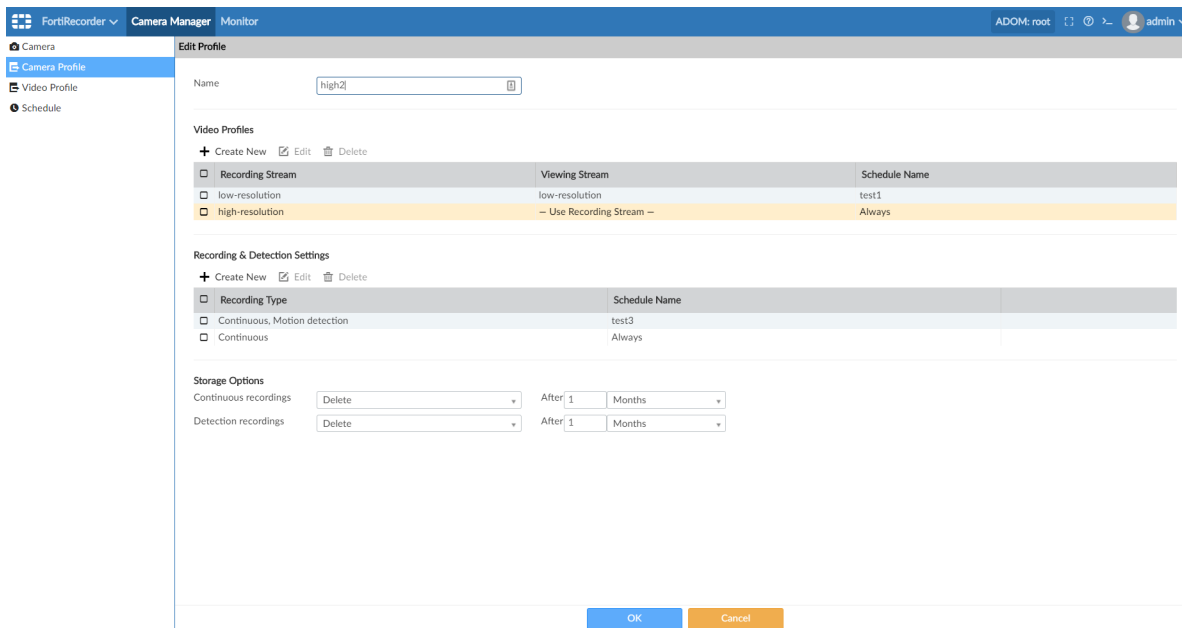 FortiRecorder Camera Manager Monitor ADOM: root admin
Camera
Camera Profile
Video Profile
Schedule
Edit Profile
Name high2
Video Profiles
Create New Edit Delete
Recording Stream Viewing Stream Schedule Name
low-resolution low-resolution test1
high-resolution — Use Recording Stream — Always
Recording & Detection Settings
Create New Edit Delete
Recording Type Schedule Name
Continuous, Motion detection test3
Continuous Always
Storage Options
Continuous recordings Delete After 1 Months
Detection recordings Delete After 1 Months
OK Cancel